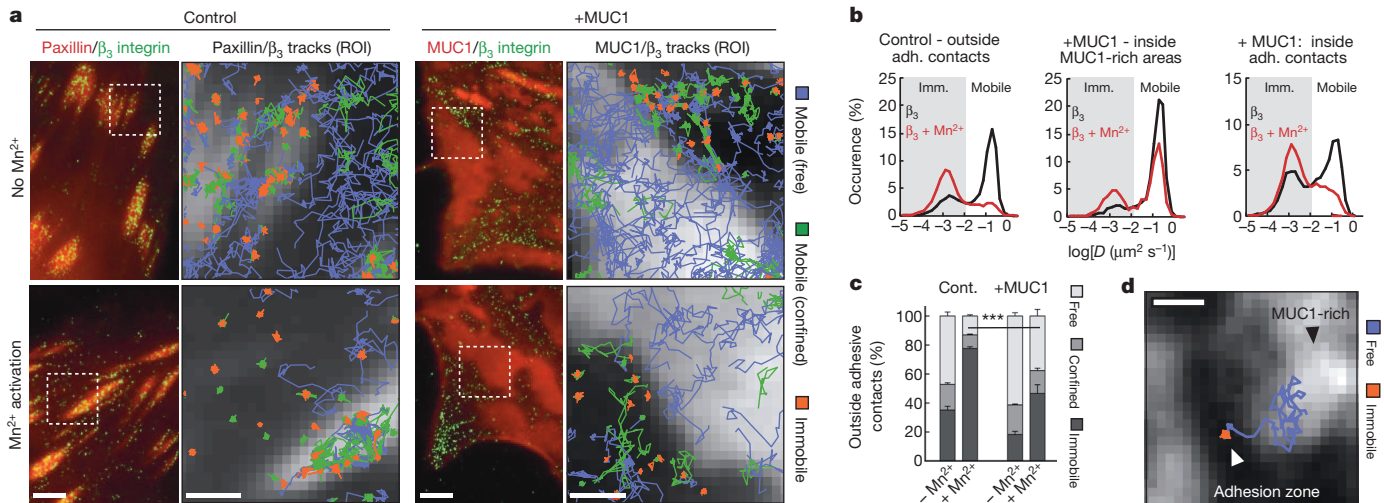 a
Control
+MUC1
Paxillin/β3 integrin
Paxillin/β3 tracks (ROI)
MUC1/β3 integrin
MUC1/β3 tracks (ROI)
No Mn2+
Mn2+ activation
Mobile (free)
Mobile (confined)
Immobile
b
Control - outside
adh. contacts
+MUC1 - inside
MUC1-rich areas
+ MUC1: inside
adh. contacts
Occurence (%)
25
20
15
10
5
0
Imm.
Mobile
β3
β3 + Mn2+
−5 −4 −3 −2 −1 0
25
20
15
10
5
0
Imm.
Mobile
β3
β3 + Mn2+
−5 −4 −3 −2 −1 0
15
10
5
0
Imm.
Mobile
β3
β3 + Mn2+
−5 −4 −3 −2 −1 0
log[D (μm2 s−1)]
c
Cont.
+MUC1
***
Outside adhesive
contacts (%)
100
80
60
40
20
0
− Mn2+
+ Mn2+
− Mn2+
+ Mn2+
Free
Confined
Immobile
d
MUC1-rich
Adhesion zone
Free
Immobile